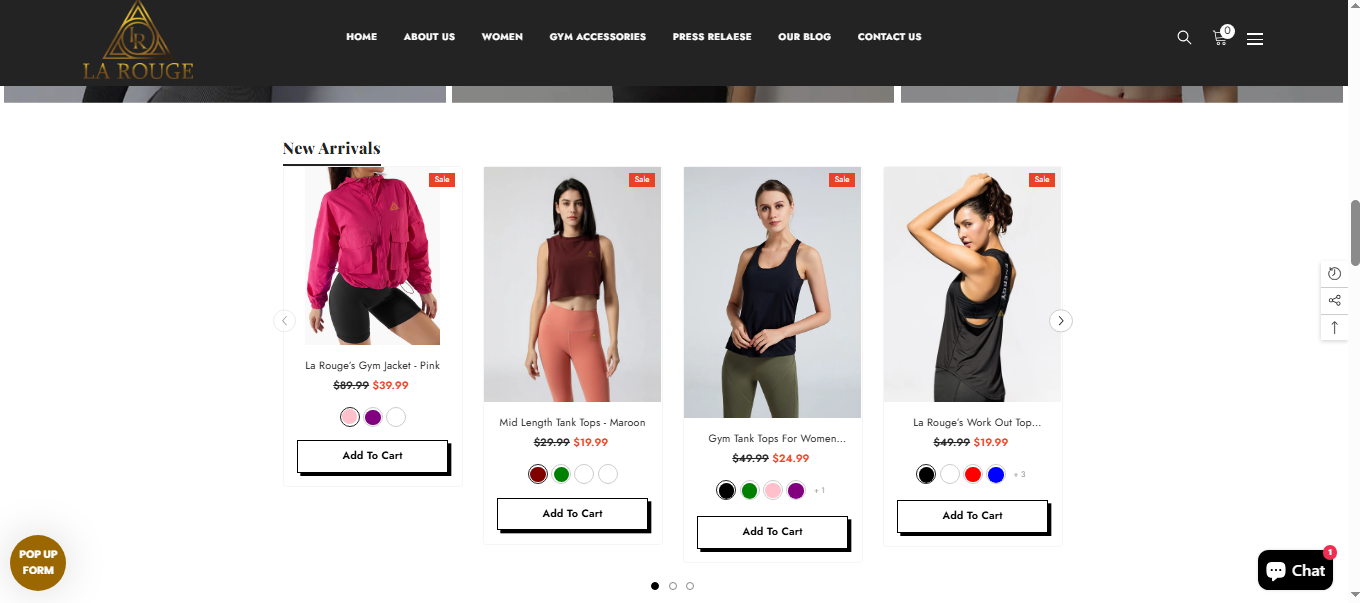 LR
LA ROUGE
HOME ABOUT US WOMEN GYM ACCESSORIES PRESS RELAESE OUR BLOG CONTACT US
0
New Arrivals
Sale
Sale
Sale
Sale
La Rouge's Gym Jacket - Pink
$89.99 $39.99
Add To Cart
Mid Length Tank Tops - Maroon
$29.99 $19.99
Add To Cart
Gym Tank Tops For Women...
$49.99 $24.99
+ 1
Add To Cart
ENERGY
La Rouge's Work Out Top...
$49.99 $19.99
+ 3
Add To Cart
POP UP
FORM
Chat
1